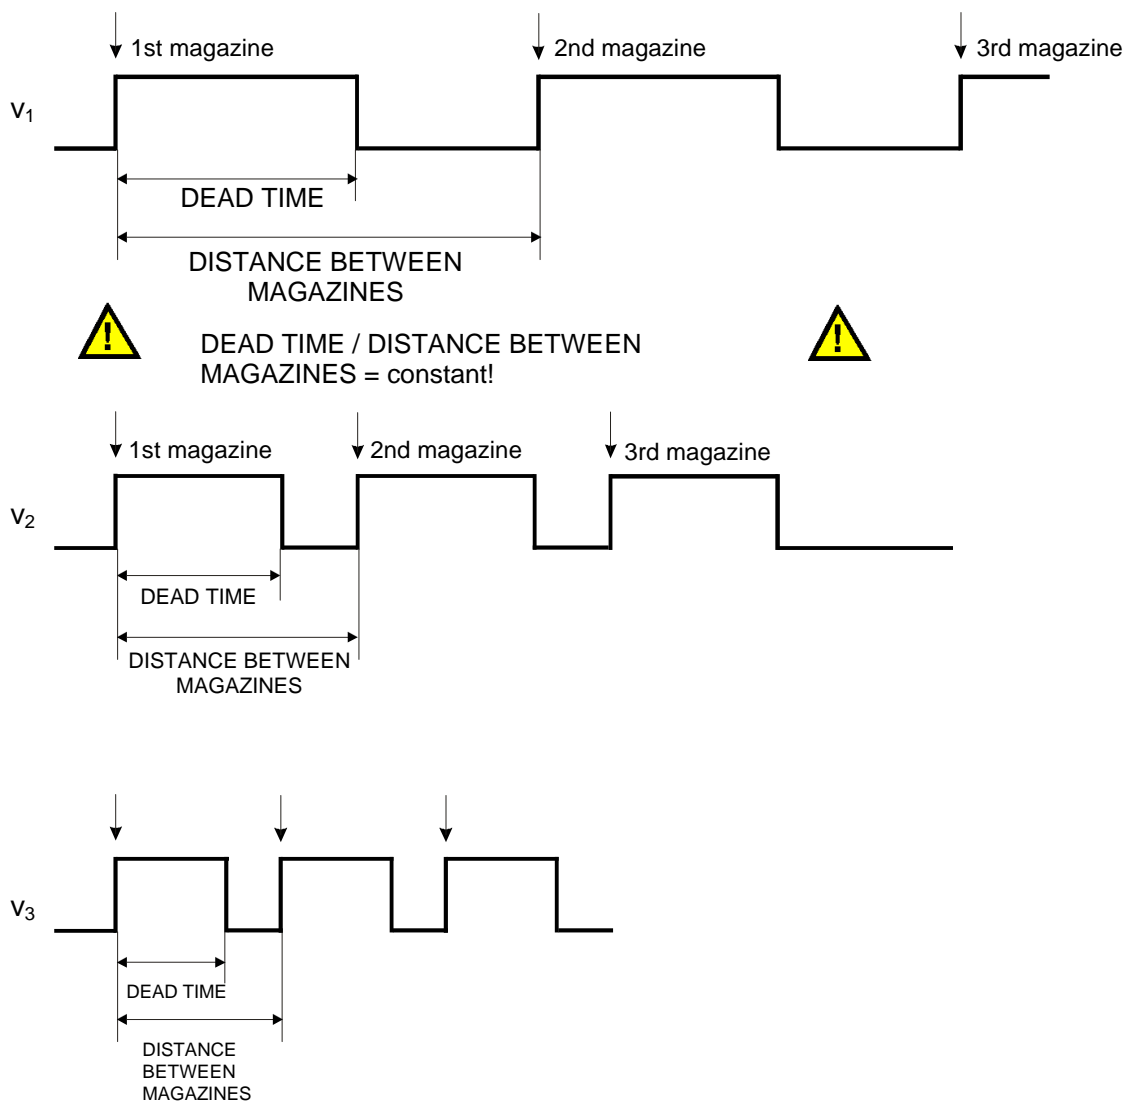 1st magazine 2nd magazine 3rd magazine
v₁
DEAD TIME
DISTANCE BETWEEN
MAGAZINES
! !
DEAD TIME / DISTANCE BETWEEN
MAGAZINES = constant!
1st magazine 2nd magazine 3rd magazine
v₂
DEAD TIME
DISTANCE BETWEEN
MAGAZINES
v₃
DEAD TIME
DISTANCE
BETWEEN
MAGAZINES